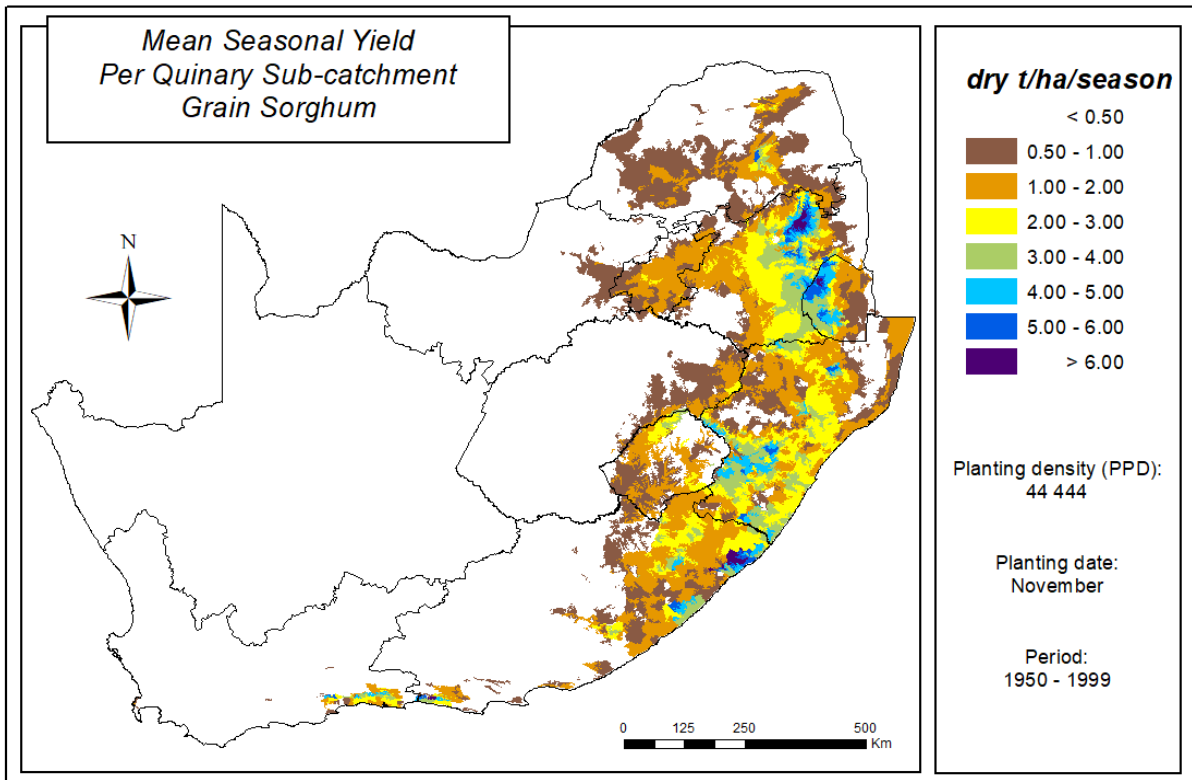 Mean Seasonal Yield
Per Quinary Sub-catchment
Grain Sorghum
N
0 125 250 500
Km
dry t/ha/season
< 0.50
0.50 - 1.00
1.00 - 2.00
2.00 - 3.00
3.00 - 4.00
4.00 - 5.00
5.00 - 6.00
> 6.00
Planting density (PPD):
44 444
Planting date:
November
Period:
1950 - 1999